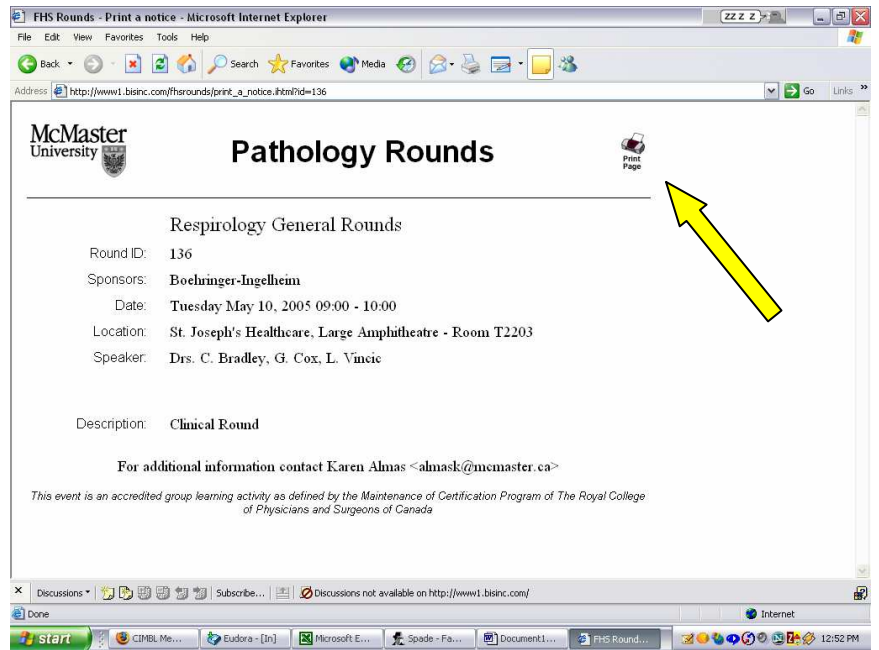 FHS Rounds - Print a notice - Microsoft Internet Explorer
ZZZ Z
File Edit View Favorites Tools Help
Back Search Favorites Media
Address http://www1.bisinc.com/fhsrounds/print_a_notice.ihtml?id=136 Go Links »
McMaster
University
Pathology Rounds
Print
Page
Respirology General Rounds
Round ID: 136
Sponsors: Boehringer-Ingelheim
Date: Tuesday May 10, 2005 09:00 - 10:00
Location: St. Joseph's Healthcare, Large Amphitheatre - Room T2203
Speaker: Drs. C. Bradley, G. Cox, L. Vincic
Description: Clinical Round
For additional information contact Karen Almas <almask@mcmaster.ca>
This event is an accredited group learning activity as defined by the Maintenance of Certification Program of The Royal College
of Physicians and Surgeons of Canada
Discussions Subscribe... Discussions not available on http://www1.bisinc.com/
Done Internet
start CIMBL Me... Eudora - [In] Microsoft E... Spade - Fa... Document1... FHS Round... 12:52 PM